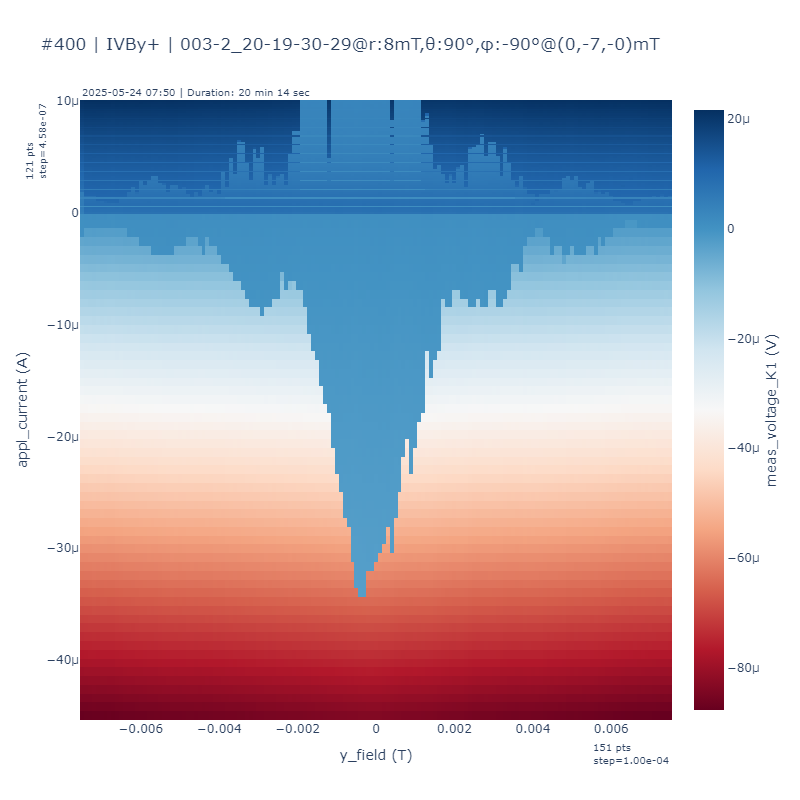 #400 | IVBy+ | 003-2_20-19-30-29@r:8mT,θ:90°,φ:-90°@(0,-7,-0)mT
2025-05-24 07:50 | Duration: 20 min 14 sec
121 pts
step=4.58e-07
10μ
0
−10μ
−20μ
−30μ
−40μ
appl_current (A)
−0.006
−0.004
−0.002
0
0.002
0.004
0.006
y_field (T)
151 pts
step=1.00e-04
20μ
0
−20μ
−40μ
−60μ
−80μ
meas_voltage_K1 (V)